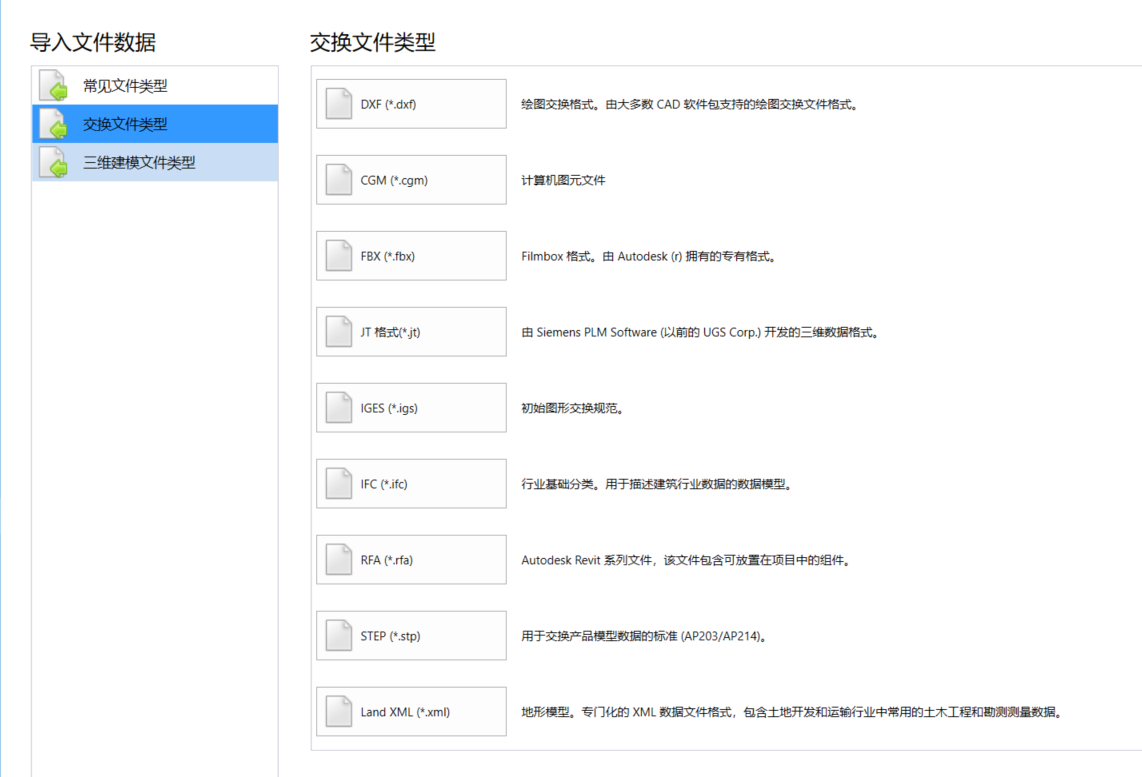 导入文件数据
常见文件类型
交换文件类型
三维建模文件类型
交换文件类型
DXF (*.dxf) 绘图交换格式。由大多数 CAD 软件包支持的绘图交换文件格式。
CGM (*.cgm) 计算机图元文件
FBX (*.fbx) Filmbox 格式。由 Autodesk (r) 拥有的专有格式。
JT 格式(*.jt) 由 Siemens PLM Software (以前的 UGS Corp.) 开发的三维数据格式。
IGES (*.igs) 初始图形交换规范。
IFC (*.ifc) 行业基础分类。用于描述建筑行业数据的数据模型。
RFA (*.rfa) Autodesk Revit 系列文件，该文件包含可放置在项目中的组件。
STEP (*.stp) 用于交换产品模型数据的标准 (AP203/AP214)。
Land XML (*.xml) 地形模型。专门化的 XML 数据文件格式，包含土地开发和运输行业中常用的土木工程和勘测测量数据。